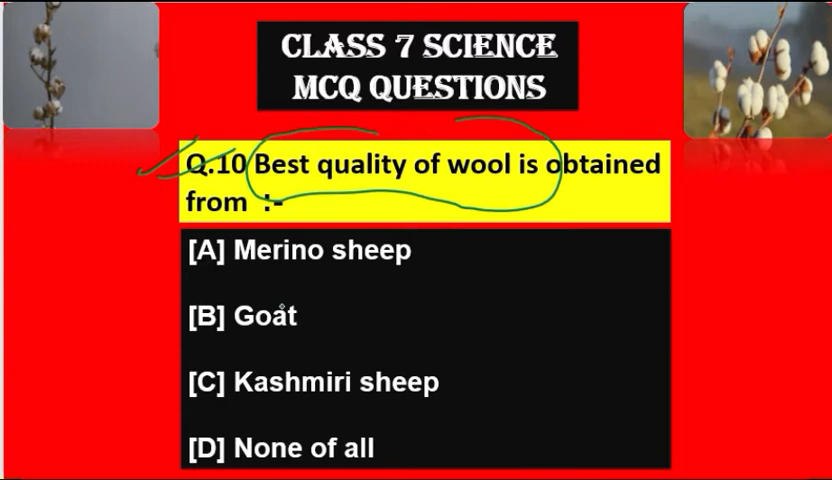 CLASS 7 SCIENCE
MCQ QUESTIONS
Q.10 Best quality of wool is obtained
from :-
[A] Merino sheep
[B] Goat
[C] Kashmiri sheep
[D] None of all